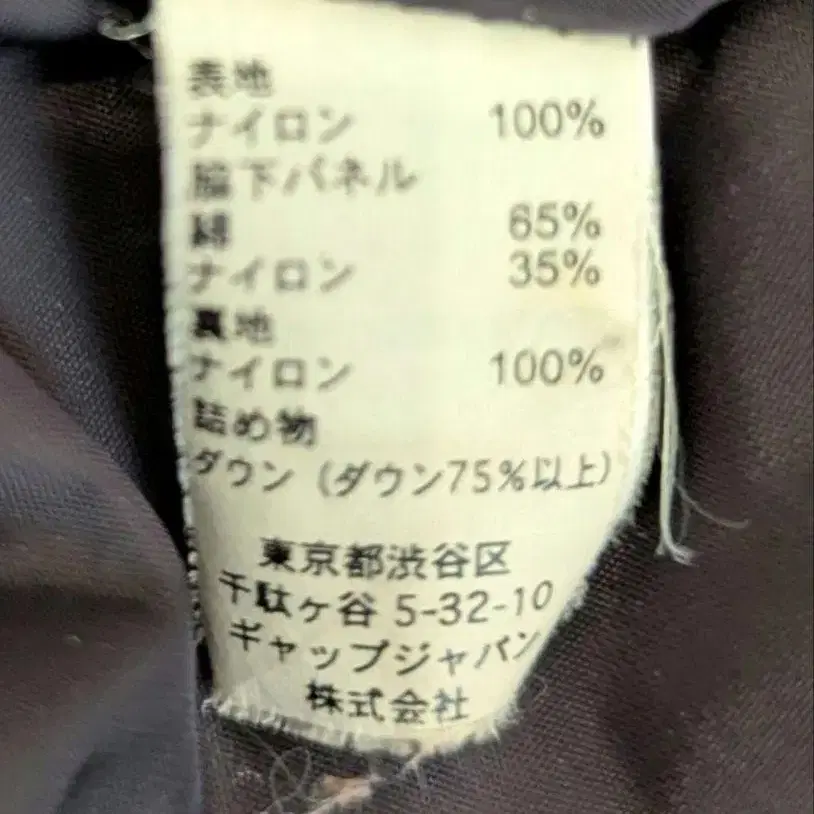 表地
ナイロン 100%
脇下パネル
綿 65%
ナイロン 35%
裏地
ナイロン 100%
詰め物
ダウン (ダウン75%以上)
東京都渋谷区
千駄ヶ谷 5-32-10
ギャップジャパン
株式会社